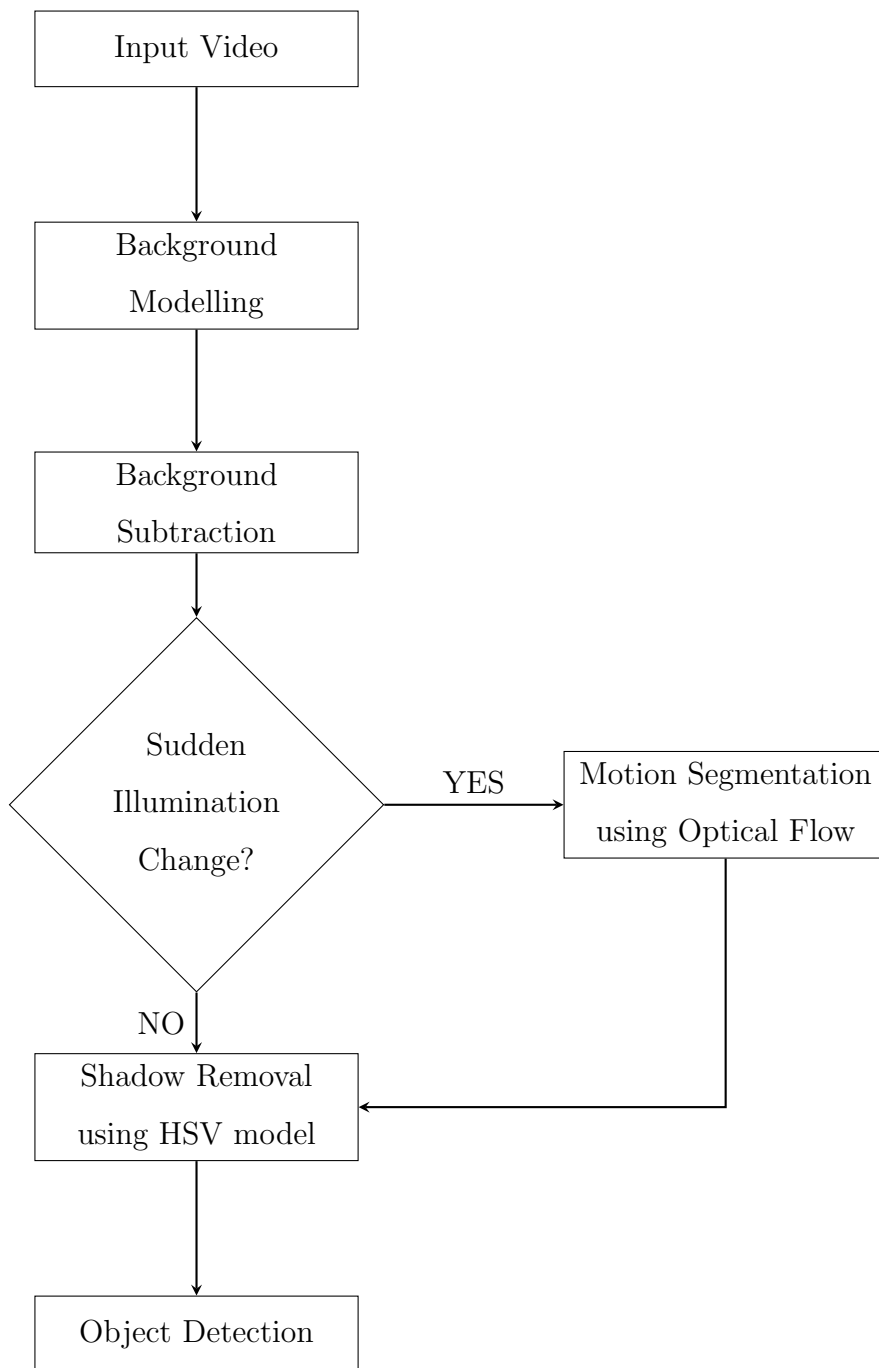 Input Video
Background
Modelling
Background
Subtraction
Sudden
Illumination
Change?
YES
Motion Segmentation
using Optical Flow
NO
Shadow Removal
using HSV model
Object Detection